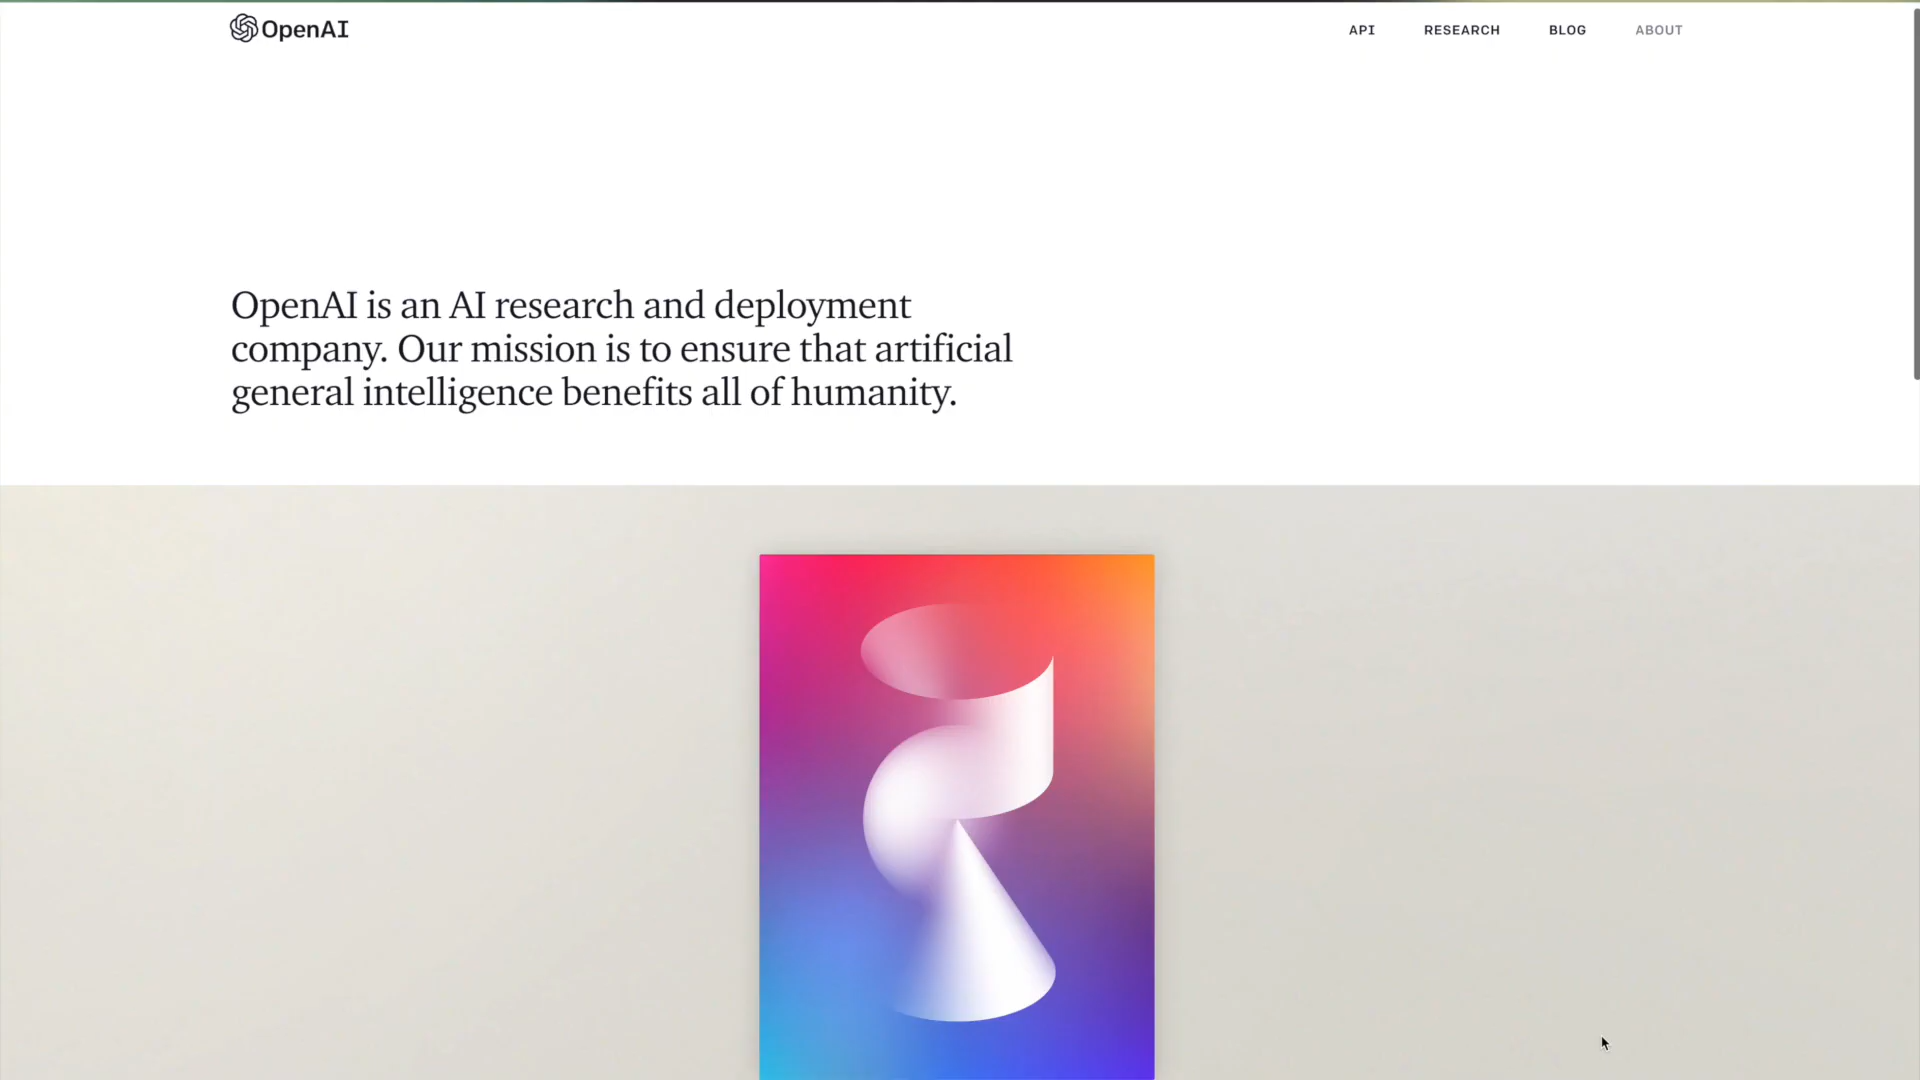 OpenAI
API
RESEARCH
BLOG
ABOUT
OpenAI is an AI research and deployment
company. Our mission is to ensure that artificial
general intelligence benefits all of humanity.